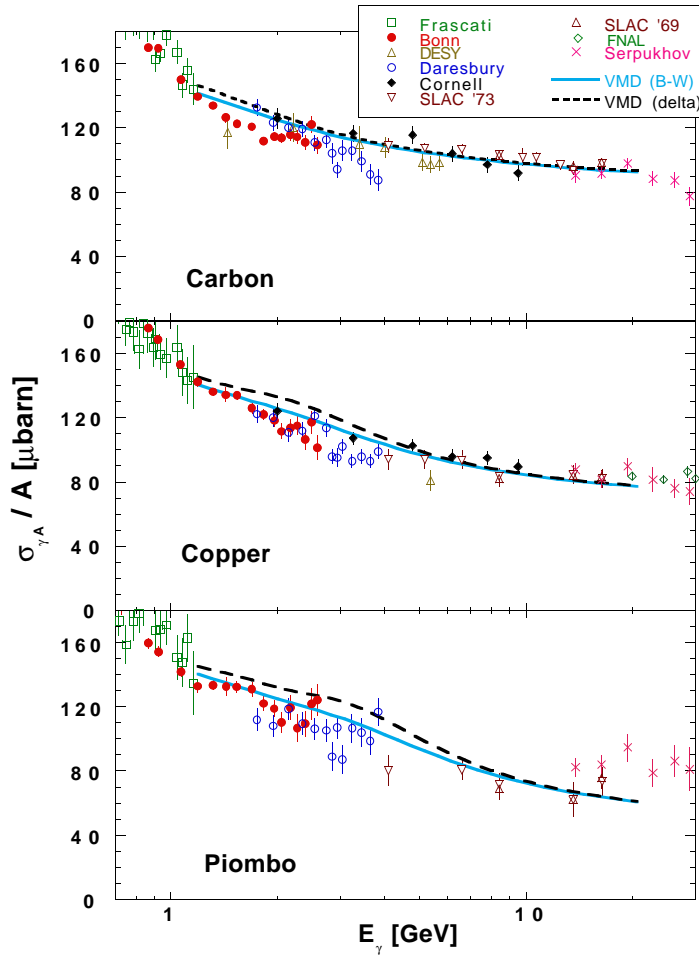 Frascati
Bonn
DESY
Daresbury
Cornell
SLAC '73
SLAC '69
FNAL
Serpukhov
VMD (B-W)
VMD (delta)
160
120
80
40
0
Carbon
160
120
80
40
0
Copper
160
120
80
40
0
Piombo
σγA / A [μbarn]
1
10
Eγ [GeV]